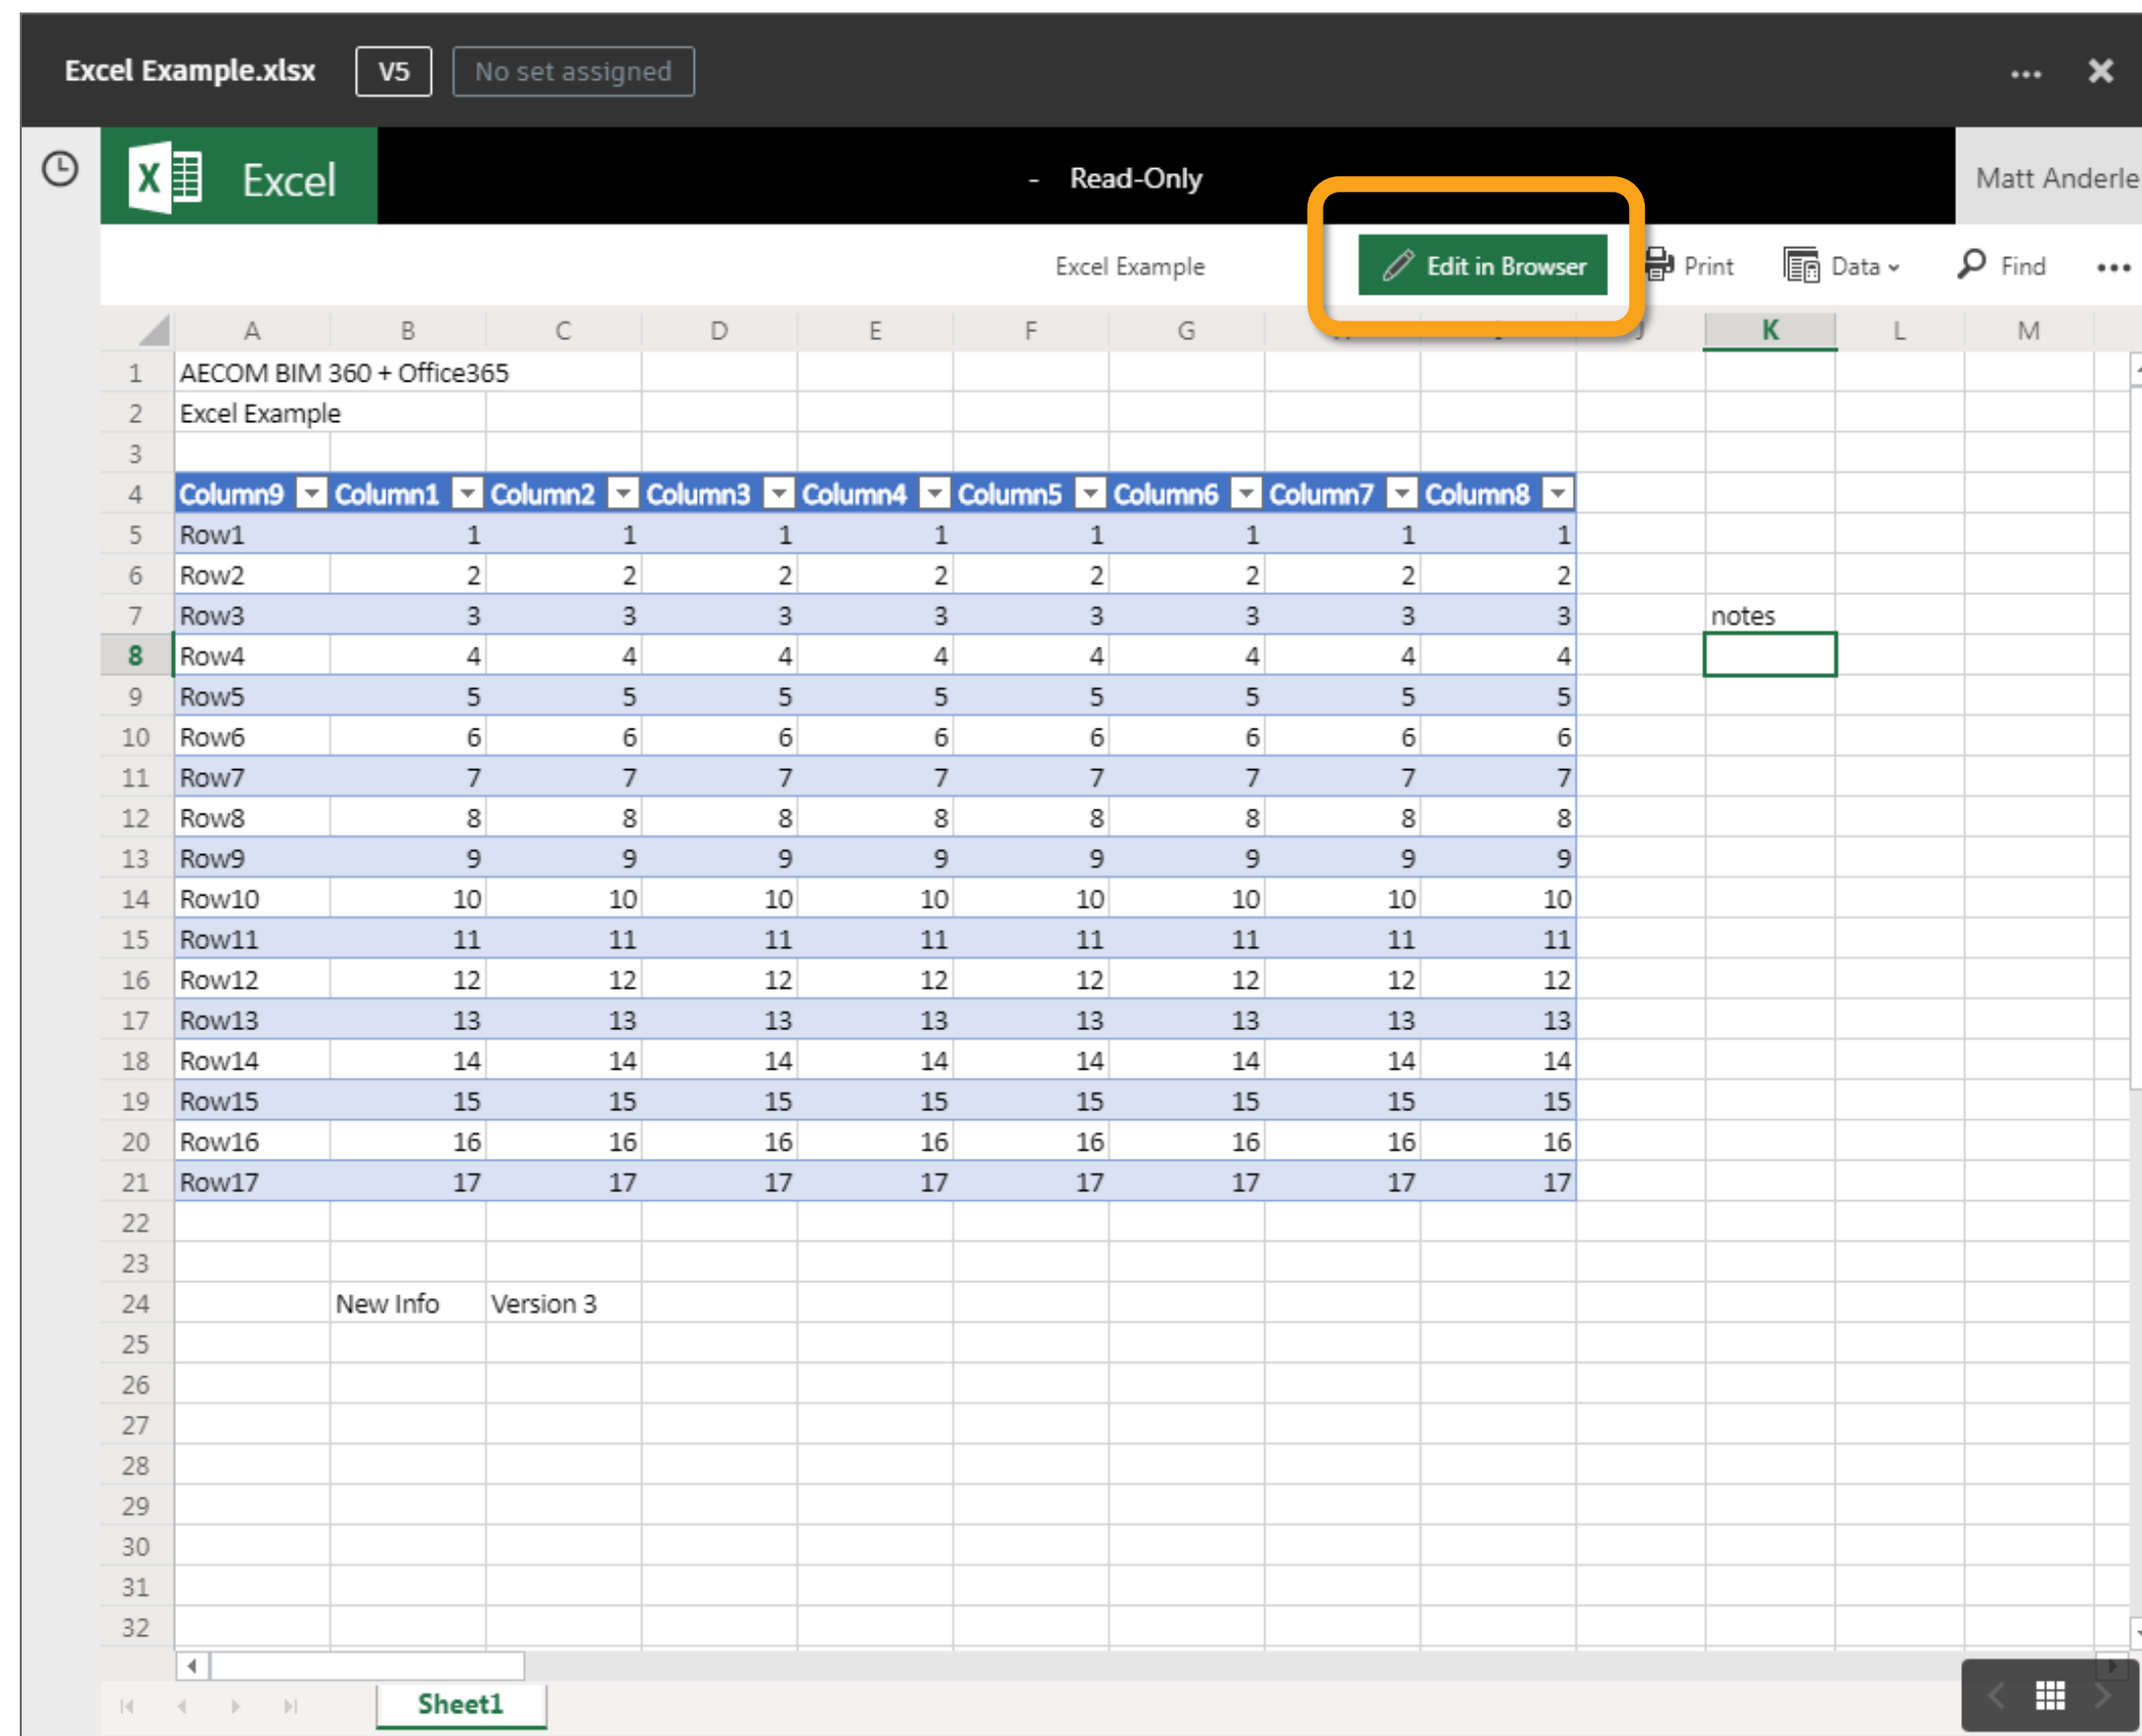 Excel Example.xlsx V5 No set assigned
X Excel - Read-Only Matt Anderle
Excel Example Edit in Browser Print Data Find
A B C D E F G K L M
1 AECOM BIM 360 + Office365
2 Excel Example
3
4 Column9 Column1 Column2 Column3 Column4 Column5 Column6 Column7 Column8
5 Row1 1 1 1 1 1 1 1 1
6 Row2 2 2 2 2 2 2 2 2
7 Row3 3 3 3 3 3 3 3 3 notes
8 Row4 4 4 4 4 4 4 4 4
9 Row5 5 5 5 5 5 5 5 5
10 Row6 6 6 6 6 6 6 6 6
11 Row7 7 7 7 7 7 7 7 7
12 Row8 8 8 8 8 8 8 8 8
13 Row9 9 9 9 9 9 9 9 9
14 Row10 10 10 10 10 10 10 10 10
15 Row11 11 11 11 11 11 11 11 11
16 Row12 12 12 12 12 12 12 12 12
17 Row13 13 13 13 13 13 13 13 13
18 Row14 14 14 14 14 14 14 14 14
19 Row15 15 15 15 15 15 15 15 15
20 Row16 16 16 16 16 16 16 16 16
21 Row17 17 17 17 17 17 17 17 17
22
23
24 New Info Version 3
25
26
27
28
29
30
31
32
Sheet1